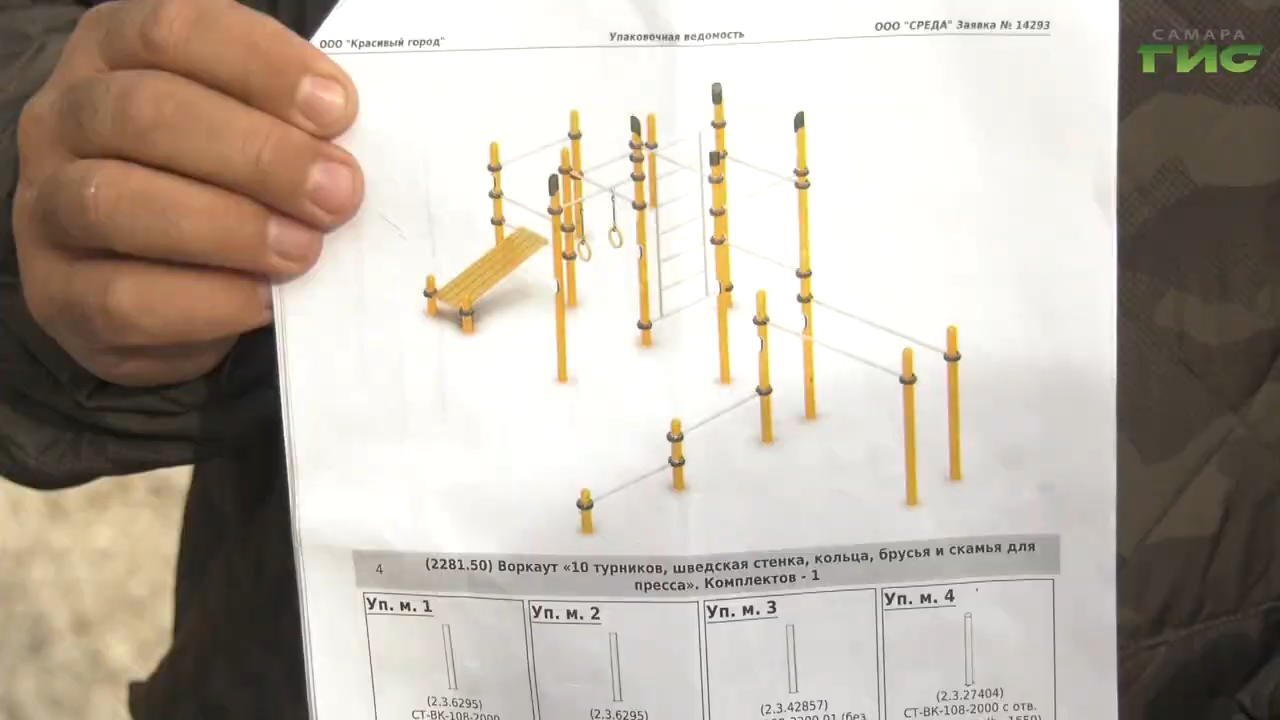 ООО "Красивый город"
Упаковочная ведомость
ООО "СРЕДА" Заявка № 14293
САМАРА
ГИС
4
(2281.50) Воркаут «10 турников, шведская стенка, кольца, брусья и скамья для
пресса». Комплектов - 1
Уп. м. 1
Уп. м. 2
Уп. м. 3
Уп. м. 4
(2.3.6295)
СТ-ВК-108-2000
(2.3.6295)
(2.3.42857)
(без
(2.3.27404)
СТ-ВК-108-2000 с отв.